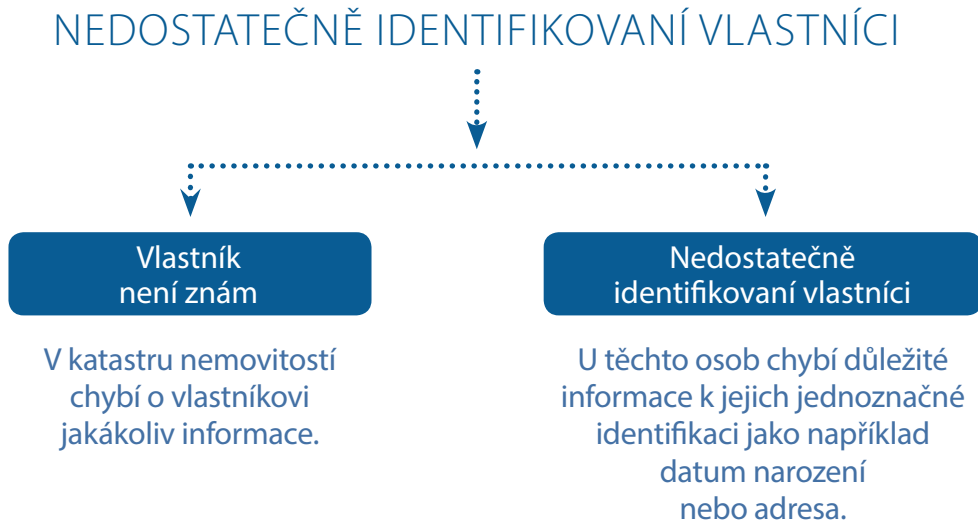 NEDOSTATEČNĚ IDENTIFIKOVANÍ VLASTNÍCI
Vlastník
není znám
V katastru nemovitostí
chybí o vlastníkovi
jakákoliv informace.
Nedostatečně
identifikovaní vlastníci
U těchto osob chybí důležité
informace k jejich jednoznačné
identifikaci jako například
datum narození
nebo adresa.